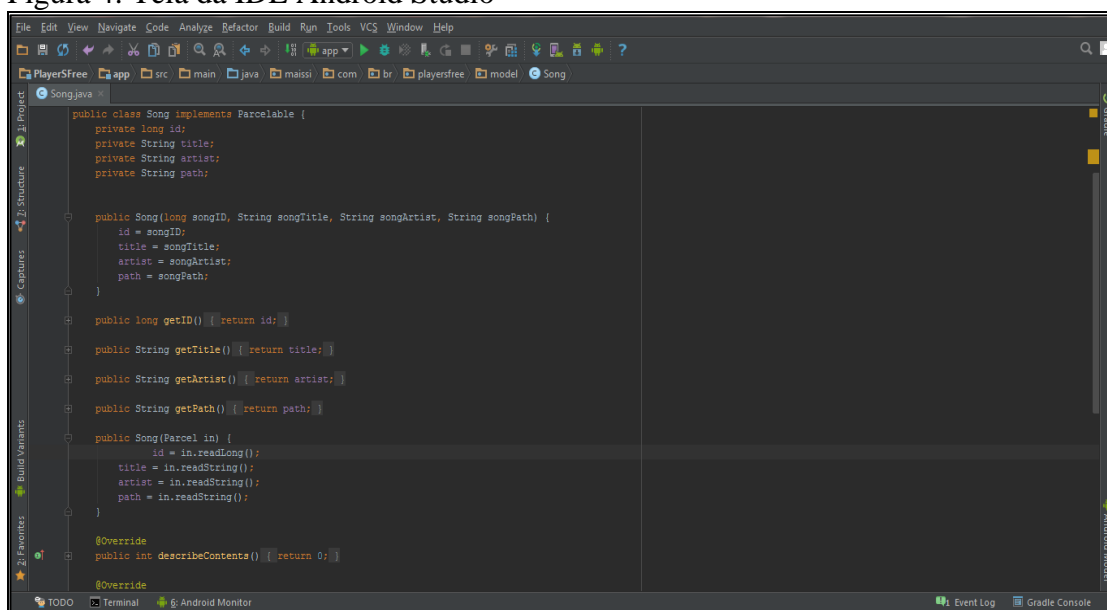 Figura 4: Tela da IDE Android Studio
File Edit View Navigate Code Analyze Refactor Build Run Tools VCS Window Help
app
PlayerSFree app src main java maissi com br playersfree model Song
Song.java
public class Song implements Parcelable {
private long id;
private String title;
private String artist;
private String path;
public Song(long songID, String songTitle, String songArtist, String songPath) {
id = songID;
title = songTitle;
artist = songArtist;
path = songPath;
}
public long getID() { return id; }
public String getTitle() { return title; }
public String getArtist() { return artist; }
public String getPath() { return path; }
public Song(Parcel in) {
id = in.readLong();
title = in.readString();
artist = in.readString();
path = in.readString();
}
@Override
public int describeContents() { return 0; }
@Override
1: Project
7: Structure
Captures
Build Variants
2: Favorites
TODO Terminal 6: Android Monitor
1 Event Log Gradle Console